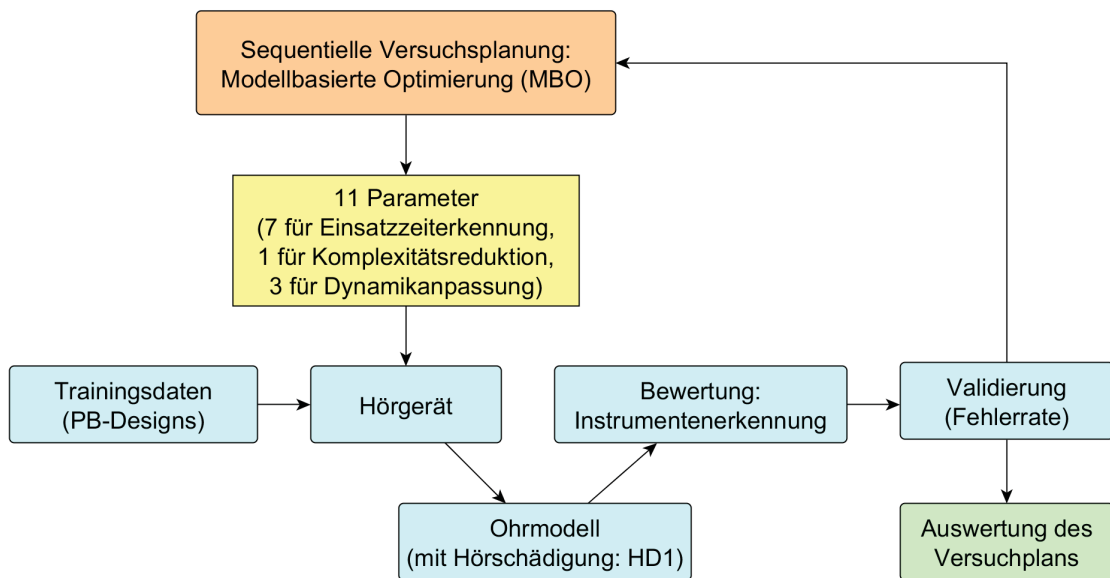 Sequentielle Versuchsplanung:
Modellbasierte Optimierung (MBO)
11 Parameter
(7 für Einsatzzeiterkennung,
1 für Komplexitätsreduktion,
3 für Dynamikanpassung)
Trainingsdaten
(PB-Designs)
Hörgerät
Bewertung:
Instrumentenerkennung
Validierung
(Fehlerrate)
Ohrmodell
(mit Hörschädigung: HD1)
Auswertung des
Versuchplans